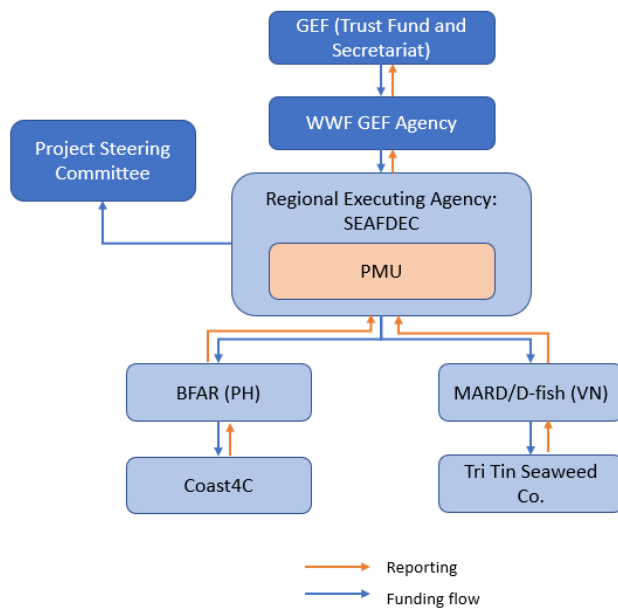 GEF (Trust Fund and
Secretariat)
WWF GEF Agency
Project Steering
Committee
Regional Executing Agency:
SEAFDEC
PMU
BFAR (PH)
MARD/D-fish (VN)
Coast4C
Tri Tin Seaweed
Co.
Reporting
Funding flow